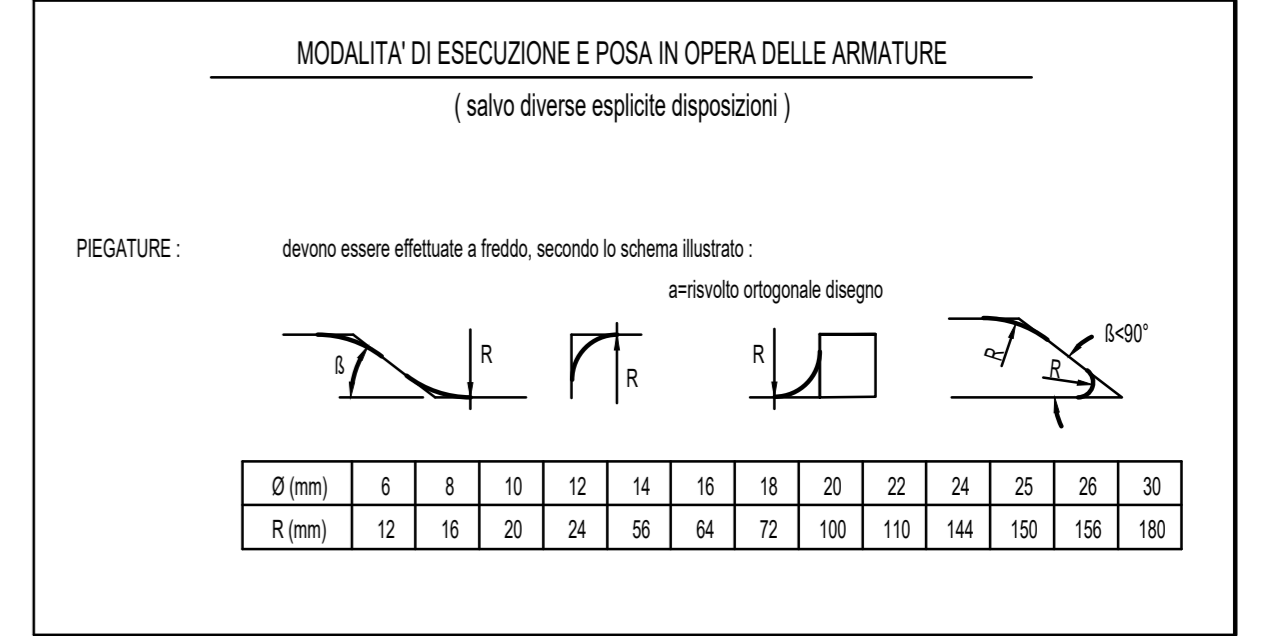 MODALITA' DI ESECUZIONE E POSA IN OPERA DELLE ARMATURE
( salvo diverse esplicite disposizioni )
PIEGATURE : devono essere effettuate a freddo, secondo lo schema illustrato :
a=risvolto ortogonale disegno
ß R R R R R ß<90°
Ø (mm) 6 8 10 12 14 16 18 20 22 24 25 26 30
R (mm) 12 16 20 24 56 64 72 100 110 144 150 156 180